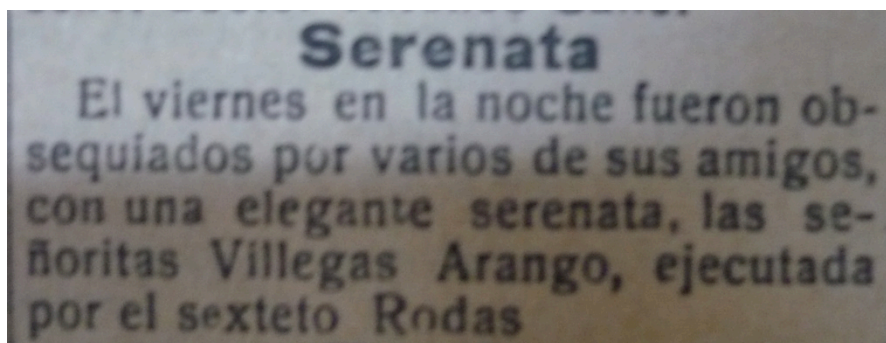 Serenata
El viernes en la noche fueron ob-
sequiados por varios de sus amigos,
con una elegante serenata, las se-
ñoritas Villegas Arango, ejecutada
por el sexteto Rodas